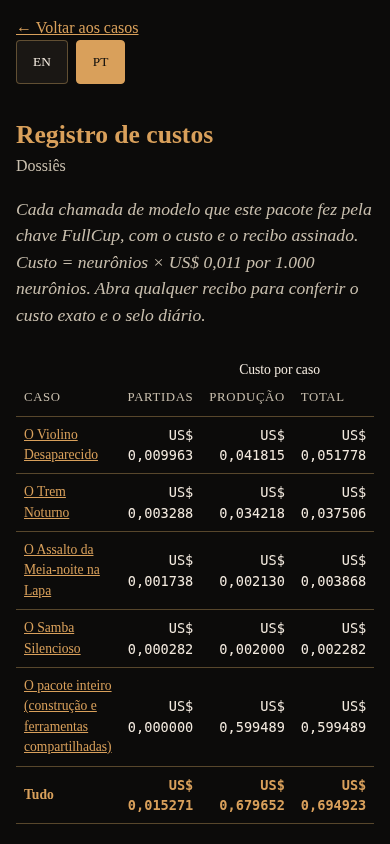 ← Voltar aos casos
EN PT
Registro de custos
Dossiês
Cada chamada de modelo que este pacote fez pela
chave FullCup, com o custo e o recibo assinado.
Custo = neurônios × US$ 0,011 por 1.000
neurônios. Abra qualquer recibo para conferir o
custo exato e o selo diário.
Custo por caso
CASO PARTIDAS PRODUÇÃO TOTAL
O Violino US$ US$ US$
Desaparecido 0,009963 0,041815 0,051778
O Trem US$ US$ US$
Noturno 0,003288 0,034218 0,037506
O Assalto da
Meia-noite na
Lapa
US$ US$ US$
0,001738 0,002130 0,003868
O Samba US$ US$ US$
Silencioso 0,000282 0,002000 0,002282
O pacote inteiro
(construção e
ferramentas
compartilhadas)
US$ US$ US$
0,000000 0,599489 0,599489
Tudo
US$ US$ US$
0,015271 0,679652 0,694923